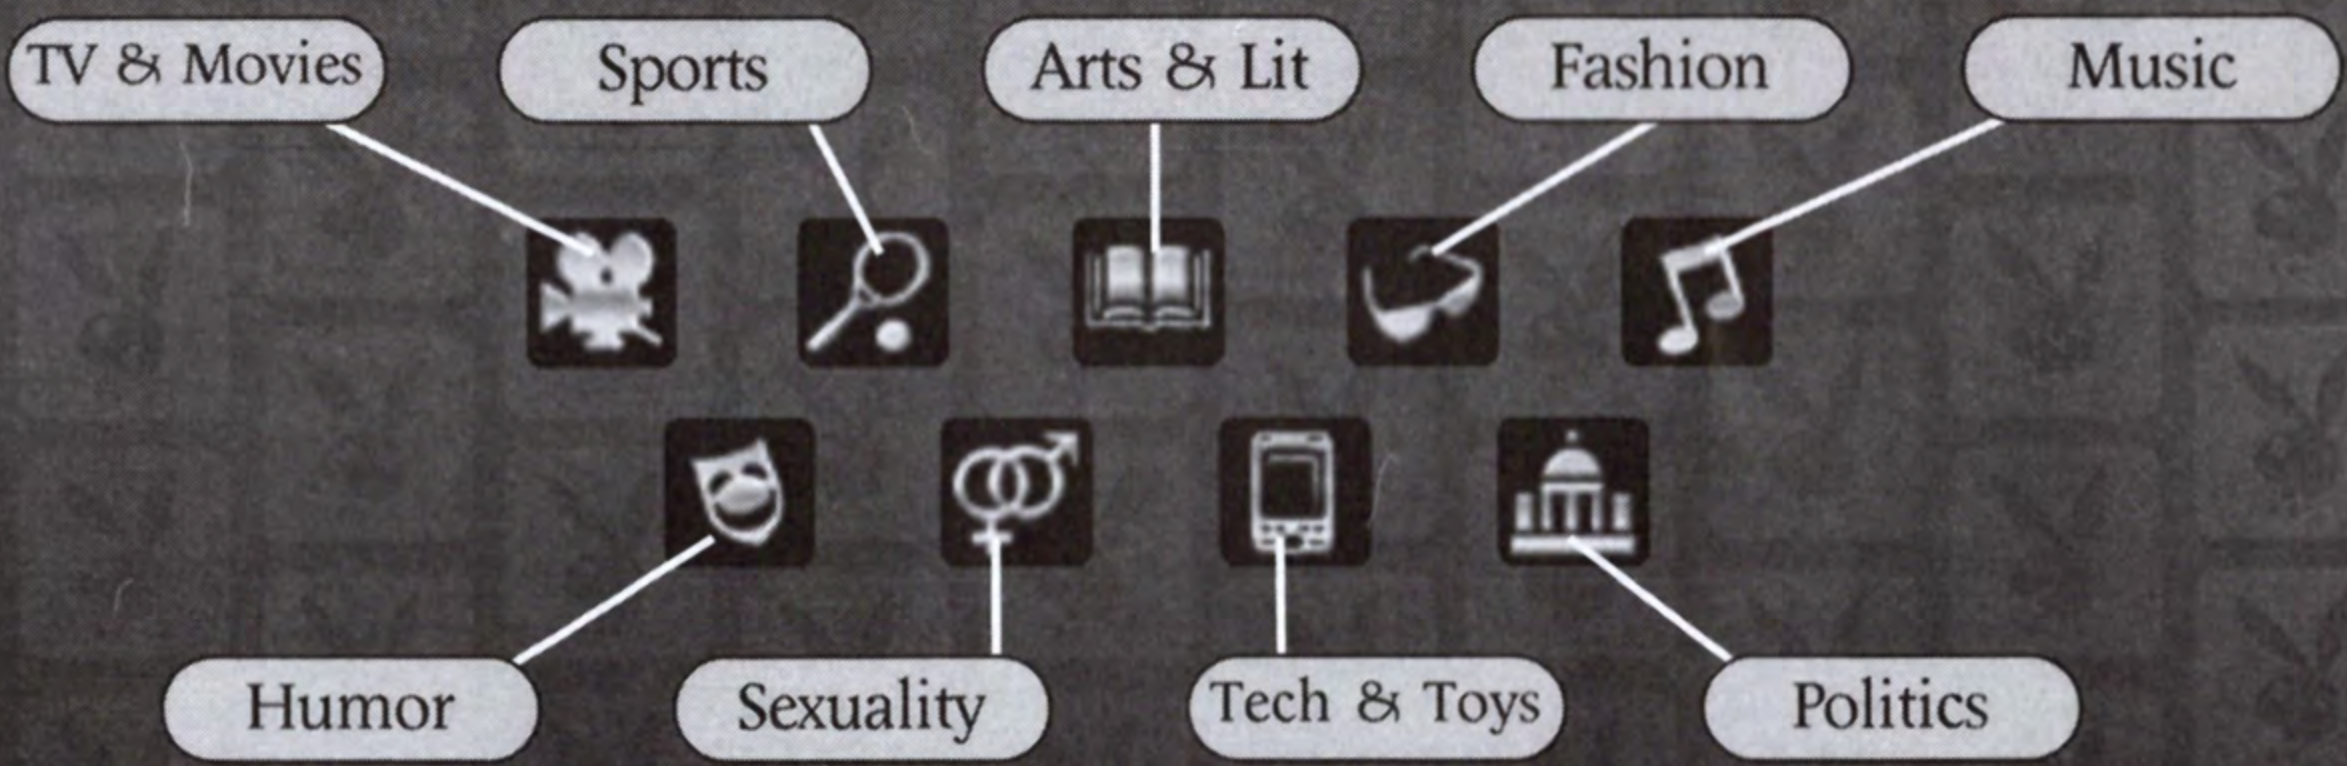 TV & Movies
Sports
Arts & Lit
Fashion
Music
Humor
Sexuality
Tech & Toys
Politics